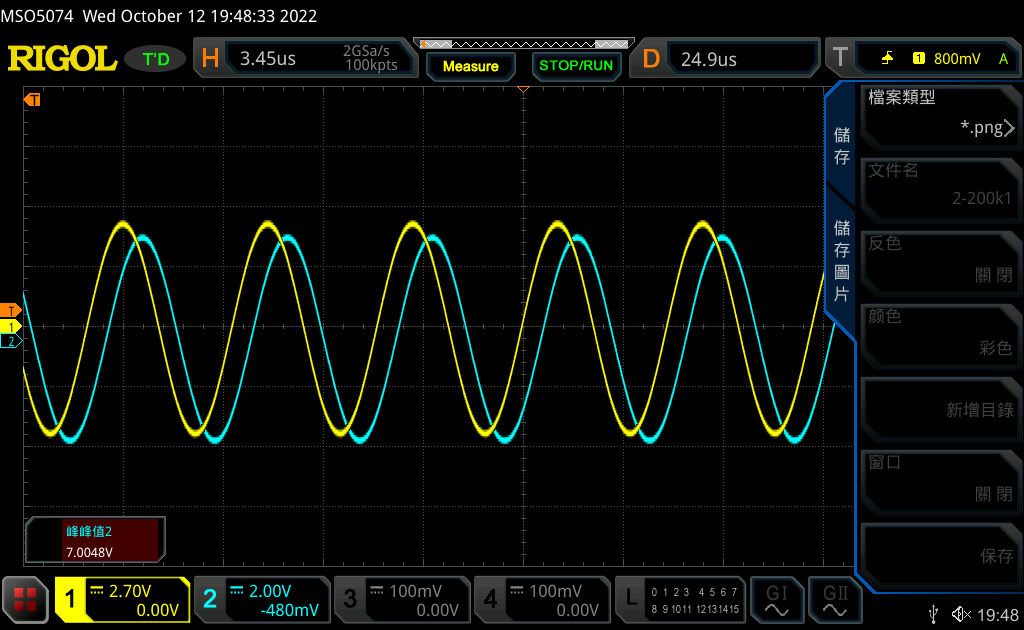 MSO5074 Wed October 12 19:48:33 2022
RIGOL
T'D
H
3.45us
2GSa/s
100kpts
Measure
STOP/RUN
D
24.9us
T
1
800mV
A
T
T
1
2
儲存
儲存圖片
檔案類型
*.png
文件名
2-200k1
反色
關 閉
顏色
彩色
新增目錄
窗口
關 閉
保存
峰峰值2
7.0048V
1
2.70V
0.00V
2
2.00V
-480mV
3
100mV
0.00V
4
100mV
0.00V
L
0 1 2 3 4 5 6 7
8 9 10 11 12 13 14 15
GI
GII
19:48